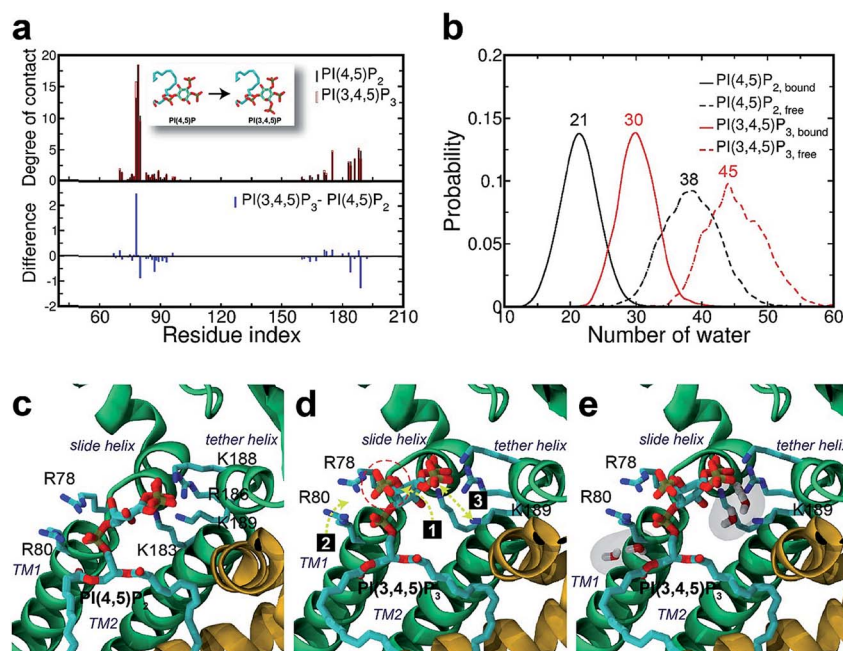 a
Degree of contact
20
15
10
5
0
PI(4,5)P
PI(3,4,5)P
PI(4,5)P2
PI(3,4,5)P3
Difference
2
1
0
-1
-2
PI(3,4,5)P3- PI(4,5)P2
60 90 120 150 180 210
Residue index
b
Probability
0.2
0.15
0.1
0.05
0
21
30
38
45
PI(4,5)P2, bound
PI(4,5)P2, free
PI(3,4,5)P3, bound
PI(3,4,5)P3, free
10 20 30 40 50 60
Number of water
c
slide helix
tether helix
R78
K188
R186
K189
R80
K183
TM1
PI(4,5)P2
TM2
d
slide helix
tether helix
R78
R80
3
1
2
K189
TM1
PI(3,4,5)P3
TM2
e
slide helix
tether helix
R78
R80
K189
TM1
PI(3,4,5)P3
TM2